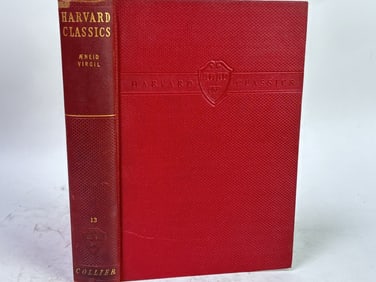 HARVARD
CLASSICS
ÆNEID
VIRGIL
13
COLLIER
HARVARD CLASSICS